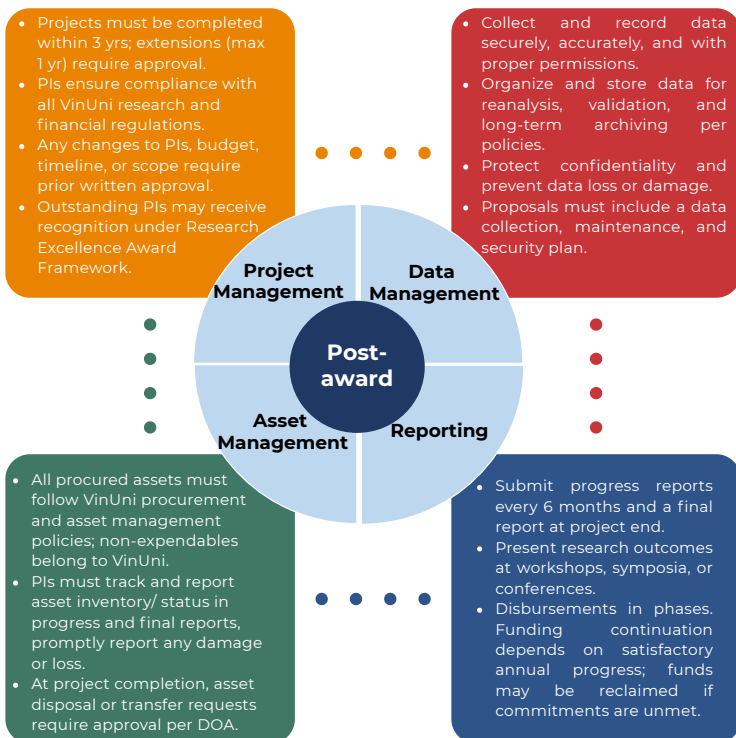 • Projects must be completed
within 3 yrs; extensions (max
1 yr) require approval.
• PIs ensure compliance with
all VinUni research and
financial regulations.
• Any changes to PIs, budget,
timeline, or scope require
prior written approval.
• Outstanding PIs may receive
recognition under Research
Excellence Award
Framework.
• Collect and record data
securely, accurately, and with
proper permissions.
• Organize and store data for
reanalysis, validation, and
long-term archiving per
policies.
• Protect confidentiality and
prevent data loss or damage.
• Proposals must include a data
collection, maintenance, and
security plan.
Project
Management
Data
Management
Post-
award
Asset
Management
Reporting
• All procured assets must
follow VinUni procurement
and asset management
policies; non-expendables
belong to VinUni.
• PIs must track and report
asset inventory/ status in
progress and final reports,
promptly report any damage
or loss.
• At project completion, asset
disposal or transfer requests
require approval per DOA.
• Submit progress reports
every 6 months and a final
report at project end.
• Present research outcomes
at workshops, symposia, or
conferences.
• Disbursements in phases.
Funding continuation
depends on satisfactory
annual progress; funds
may be reclaimed if
commitments are unmet.